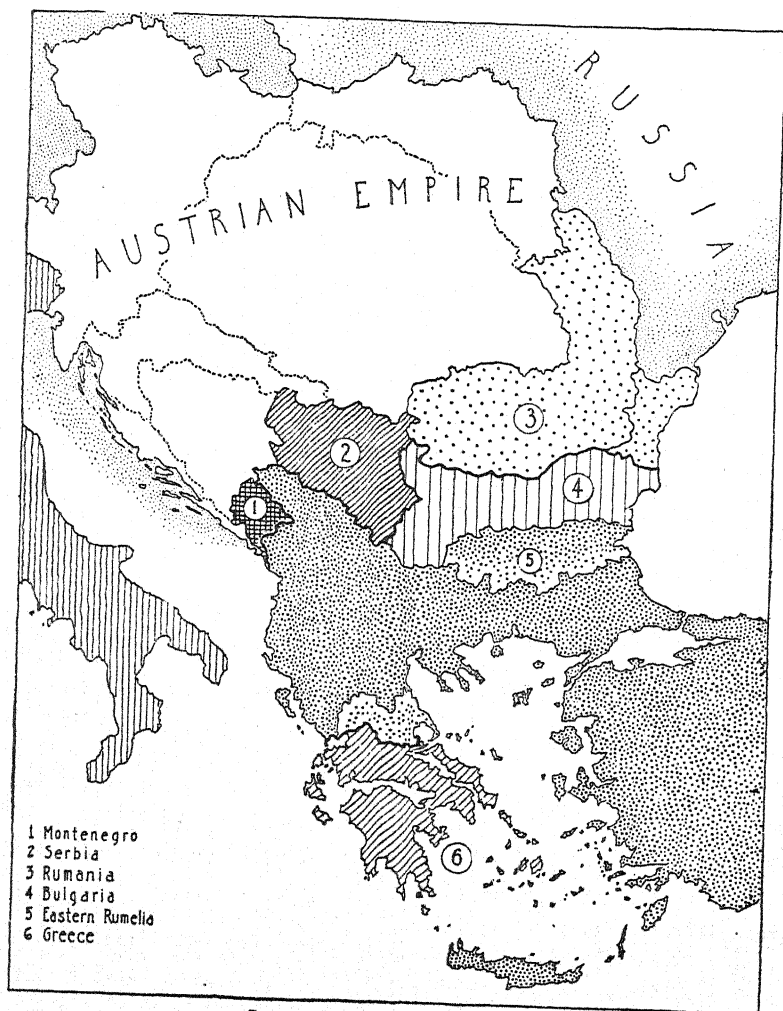 RUSSIA
AUSTRIAN EMPIRE
3
2
4
1
5
6
1 Montenegro
2 Serbia
3 Rumania
4 Bulgaria
5 Eastern Rumelia
6 Greece